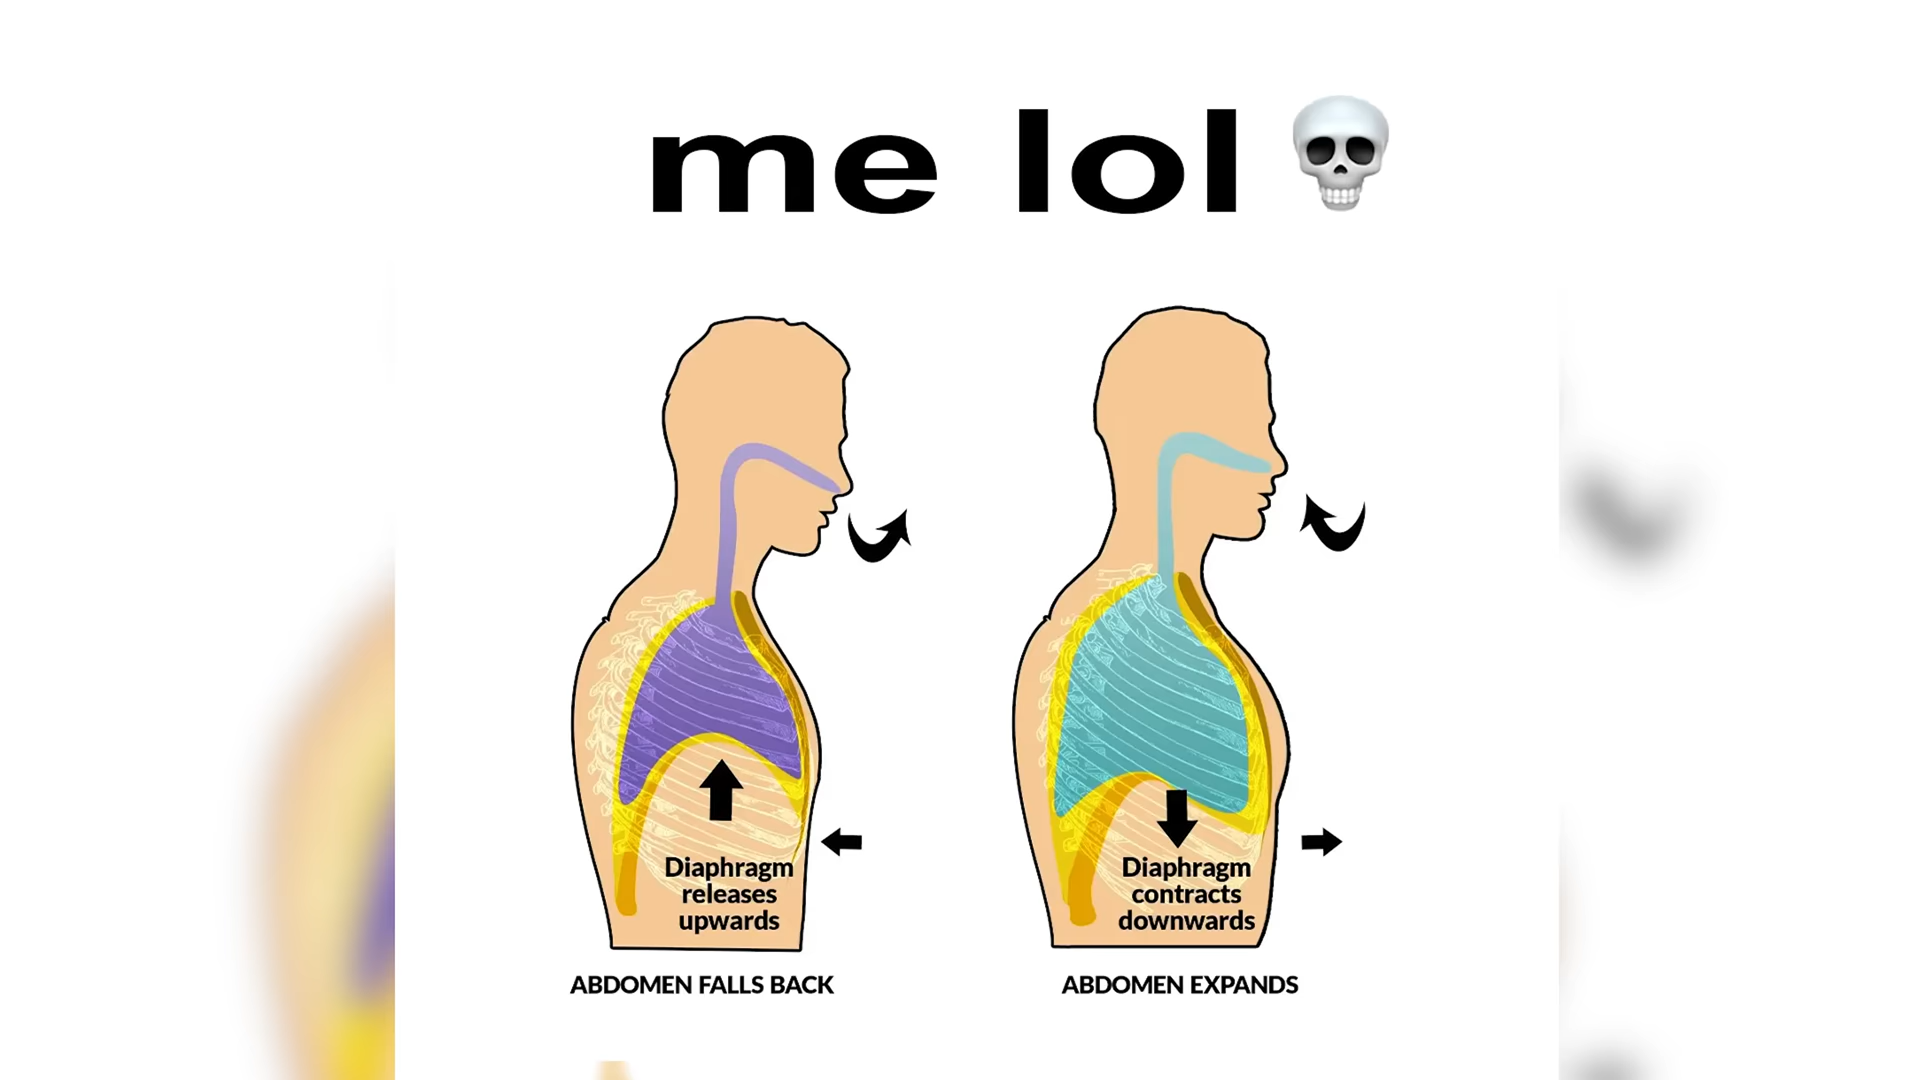 me lol 💀
Diaphragm
releases
upwards
ABDOMEN FALLS BACK
Diaphragm
contracts
downwards
ABDOMEN EXPANDS